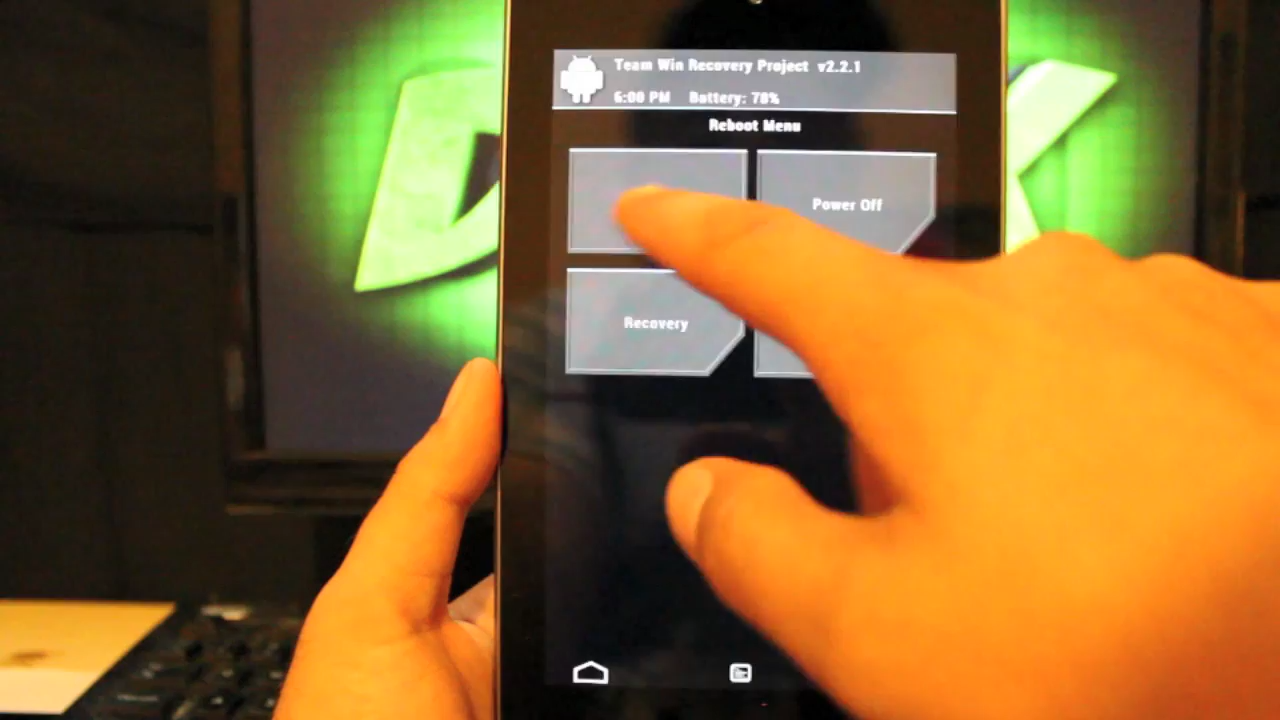 Team Win Recovery Project v2.2.1
6:00 PM Battery: 78%
Reboot Menu
Power Off
Recovery